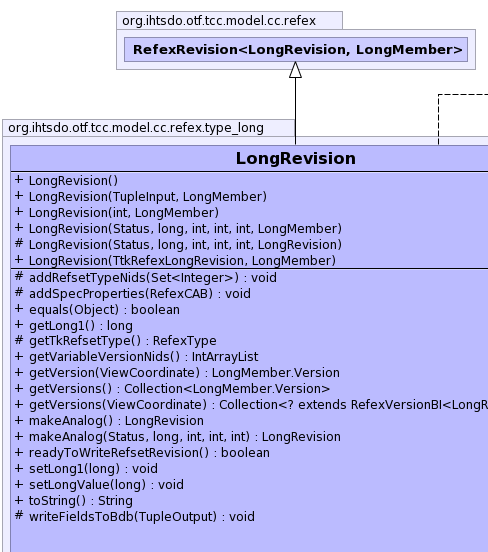 org.ihtsdo.otf.tcc.model.cc.refex
RefexRevision<LongRevision, LongMember>
org.ihtsdo.otf.tcc.model.cc.refex.type_long
LongRevision
+ LongRevision()
+ LongRevision(TupleInput, LongMember)
+ LongRevision(int, LongMember)
+ LongRevision(Status, long, int, int, int, LongMember)
# LongRevision(Status, long, int, int, int, LongRevision)
+ LongRevision(TtkRefexLongRevision, LongMember)
# addRefsetTypeNids(Set<Integer>) : void
# addSpecProperties(RefexCAB) : void
+ equals(Object) : boolean
+ getLong1() : long
# getTkRefsetType() : RefexType
+ getVariableVersionNids() : IntArrayList
+ getVersion(ViewCoordinate) : LongMember.Version
+ getVersions() : Collection<LongMember.Version>
+ getVersions(ViewCoordinate) : Collection<? extends RefexVersionBI<LongR
+ makeAnalog() : LongRevision
+ makeAnalog(Status, long, int, int, int) : LongRevision
+ readyToWriteRefsetRevision() : boolean
+ setLong1(long) : void
+ setLongValue(long) : void
+ toString() : String
# writeFieldsToBdb(TupleOutput) : void